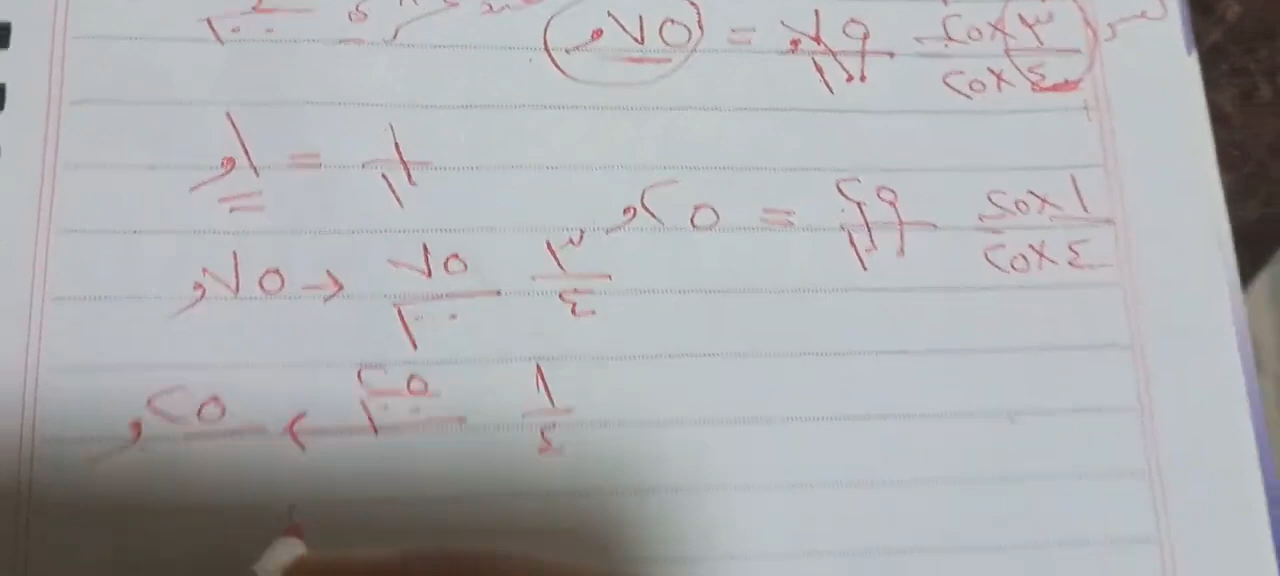 ,٧٥ = ٧٥/١٠٠ ٢٥×٣/٢٥×٤
,١ = ١/١٠
,٢٥ = ٢٥/١٠٠ ٢٥×١/٢٥×٤
,٧٥ → ٧٥/١٠٠ ٣/٤
,٢٥ ← ٢٥/١٠٠ ١/٤